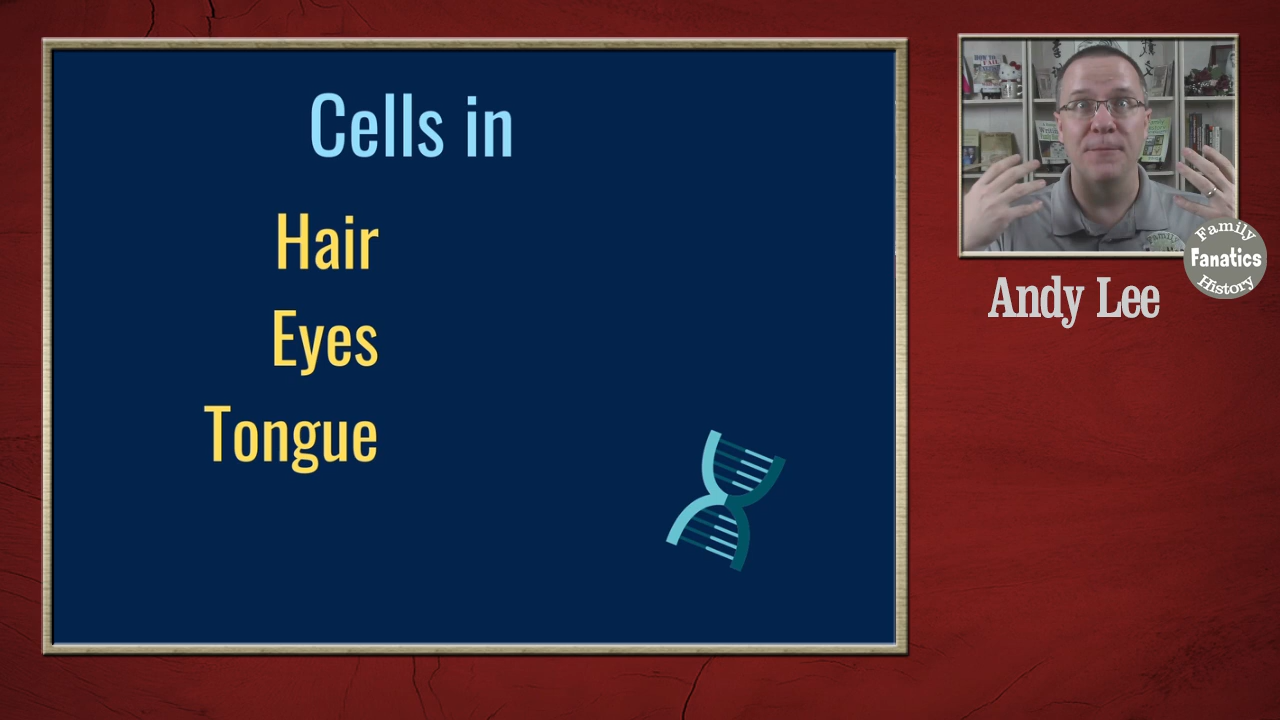 Cells in
Hair
Eyes
Tongue
Family
Fanatics
History
Andy Lee